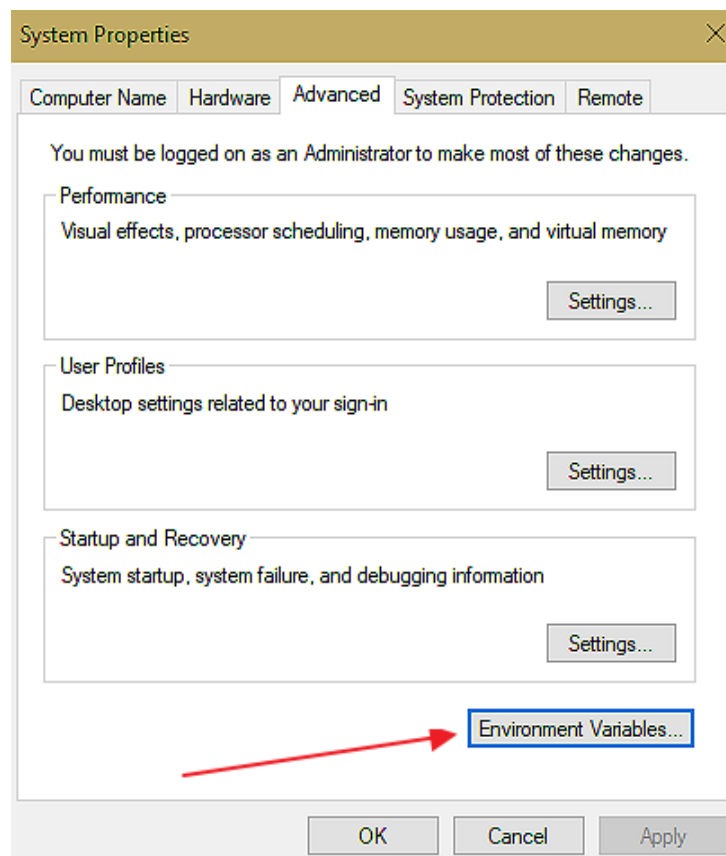 System Properties
Computer Name Hardware Advanced System Protection Remote
You must be logged on as an Administrator to make most of these changes.
Performance
Visual effects, processor scheduling, memory usage, and virtual memory
Settings...
User Profiles
Desktop settings related to your sign-in
Settings...
Startup and Recovery
System startup, system failure, and debugging information
Settings...
Environment Variables...
OK Cancel Apply